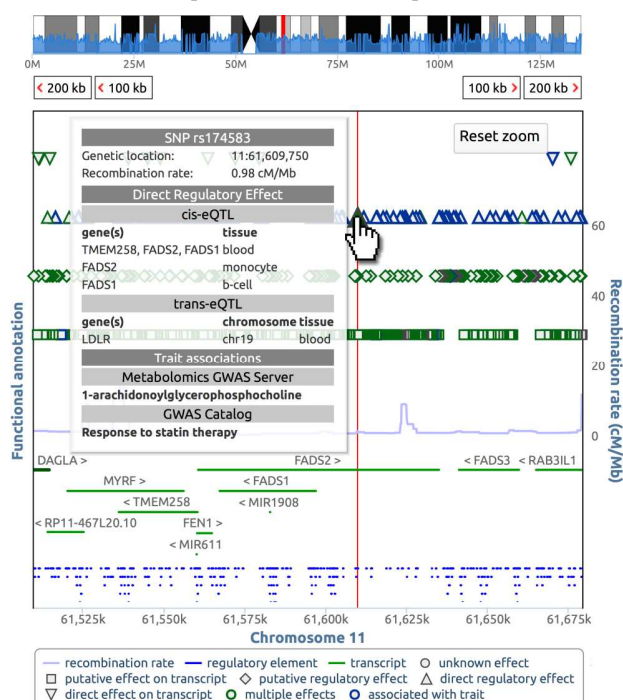 0M 25M 50M 75M 100M 125M
< 200 kb < 100 kb 100 kb > 200 kb >
Reset zoom
SNP rs174583
Genetic location: 11:61,609,750
Recombination rate: 0.98 cM/Mb
Direct Regulatory Effect
cis-eQTL
gene(s) tissue
TMEM258, FADS2, FADS1 blood
FADS2 monocyte
FADS1 b-cell
trans-eQTL
gene(s) chromosome tissue
LDLR chr19 blood
Trait associations
Metabolomics GWAS Server
1-arachidonoylglycerophosphocholine
GWAS Catalog
Response to statin therapy
Functional annotation
60
40
20
0
Recombination rate (cM/Mb)
DAGLA > FADS2 > < FADS3 < RAB3IL1
MYRF > < FADS1
< TMEM258 < MIR1908
< RP11-467L20.10 FEN1 >
< MIR611
61,525k 61,550k 61,575k 61,600k 61,625k 61,650k 61,675k
Chromosome 11
recombination rate regulatory element transcript unknown effect
putative effect on transcript putative regulatory effect direct regulatory effect
direct effect on transcript multiple effects associated with trait